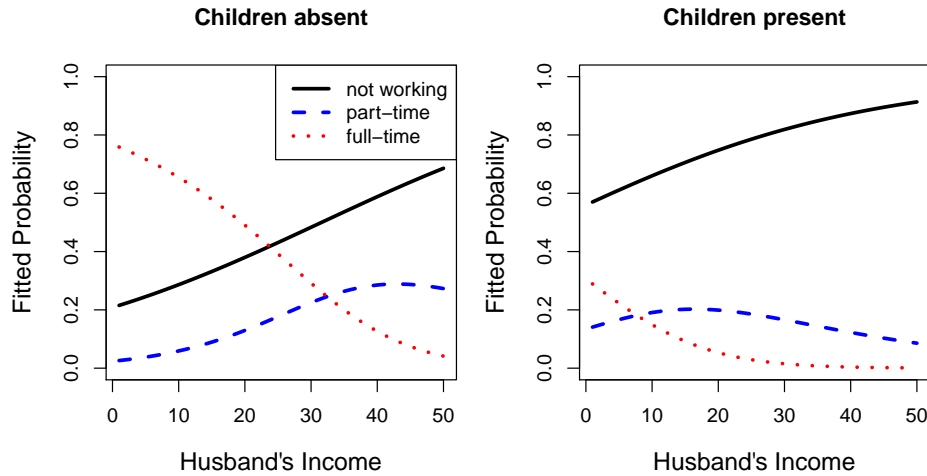 Children absent
Fitted Probability
1.0
0.8
0.6
0.4
0.2
0.0
not working
part−time
full−time
0 10 20 30 40 50
Husband's Income
Children present
Fitted Probability
1.0
0.8
0.6
0.4
0.2
0.0
0 10 20 30 40 50
Husband's Income